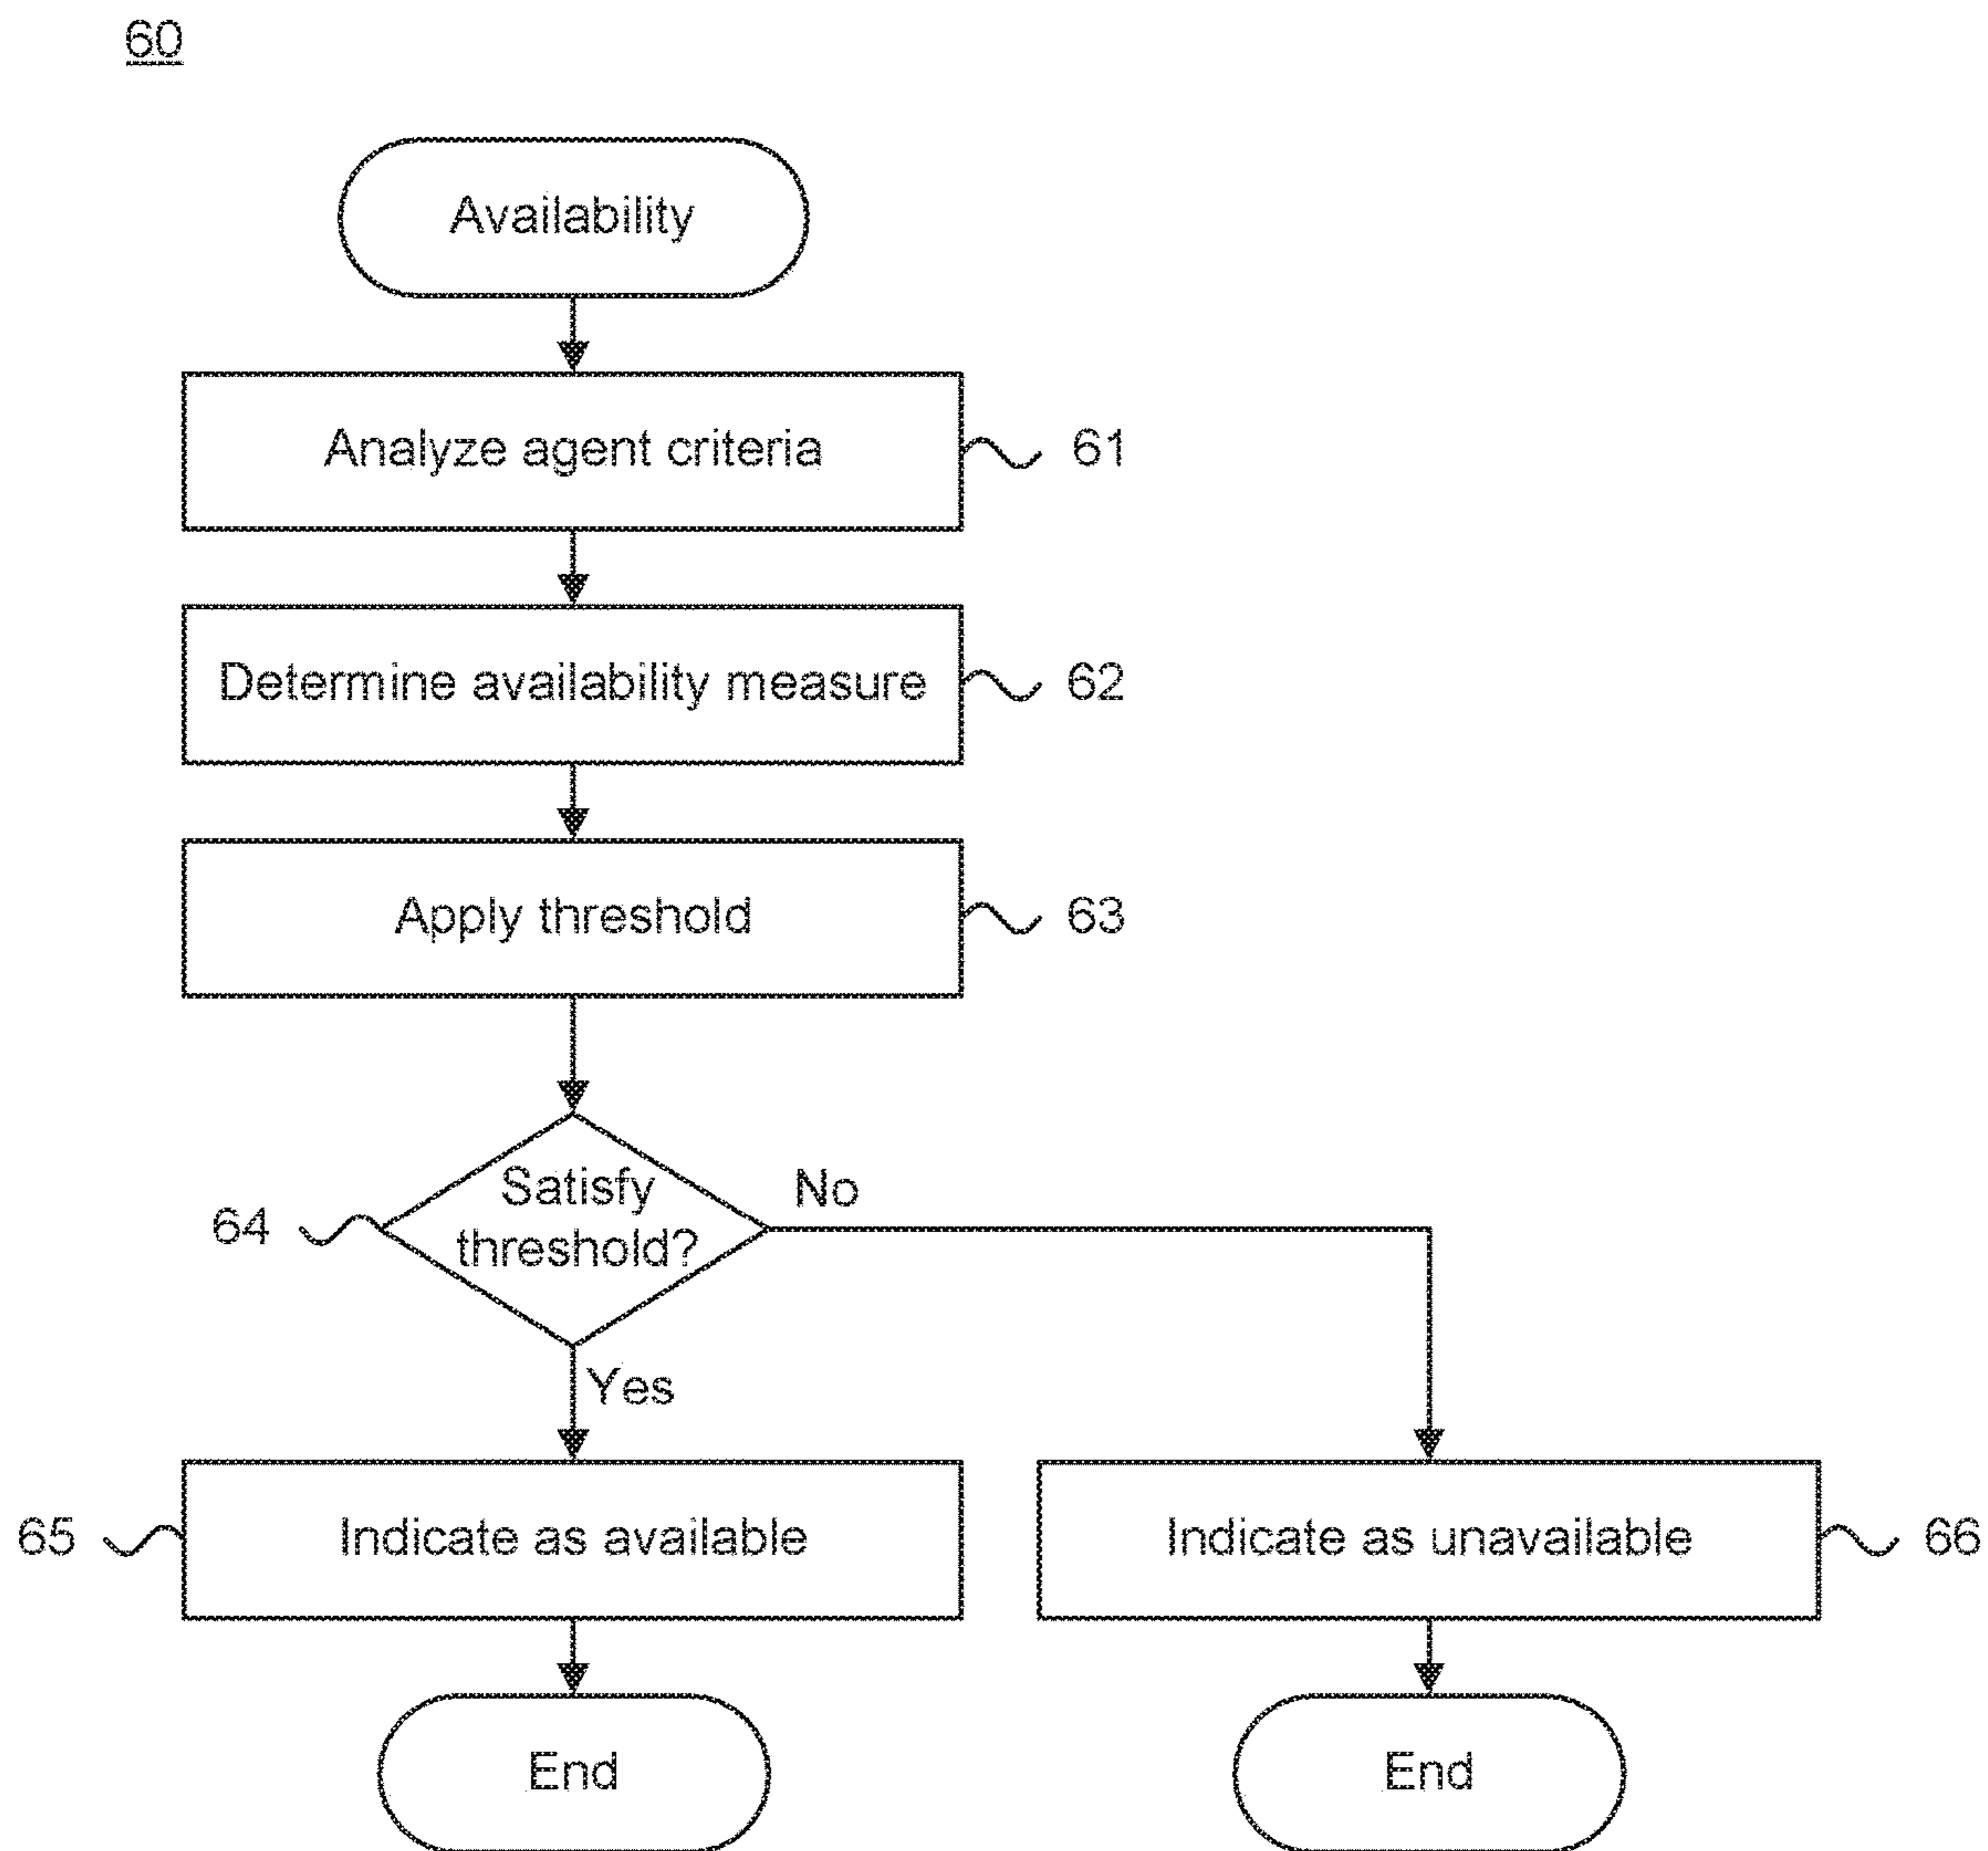 60
Availability
Analyze agent criteria
61
Determine availability measure
62
Apply threshold
63
Satisfy
threshold?
64
No
Yes
65
Indicate as available
Indicate as unavailable
66
End
End